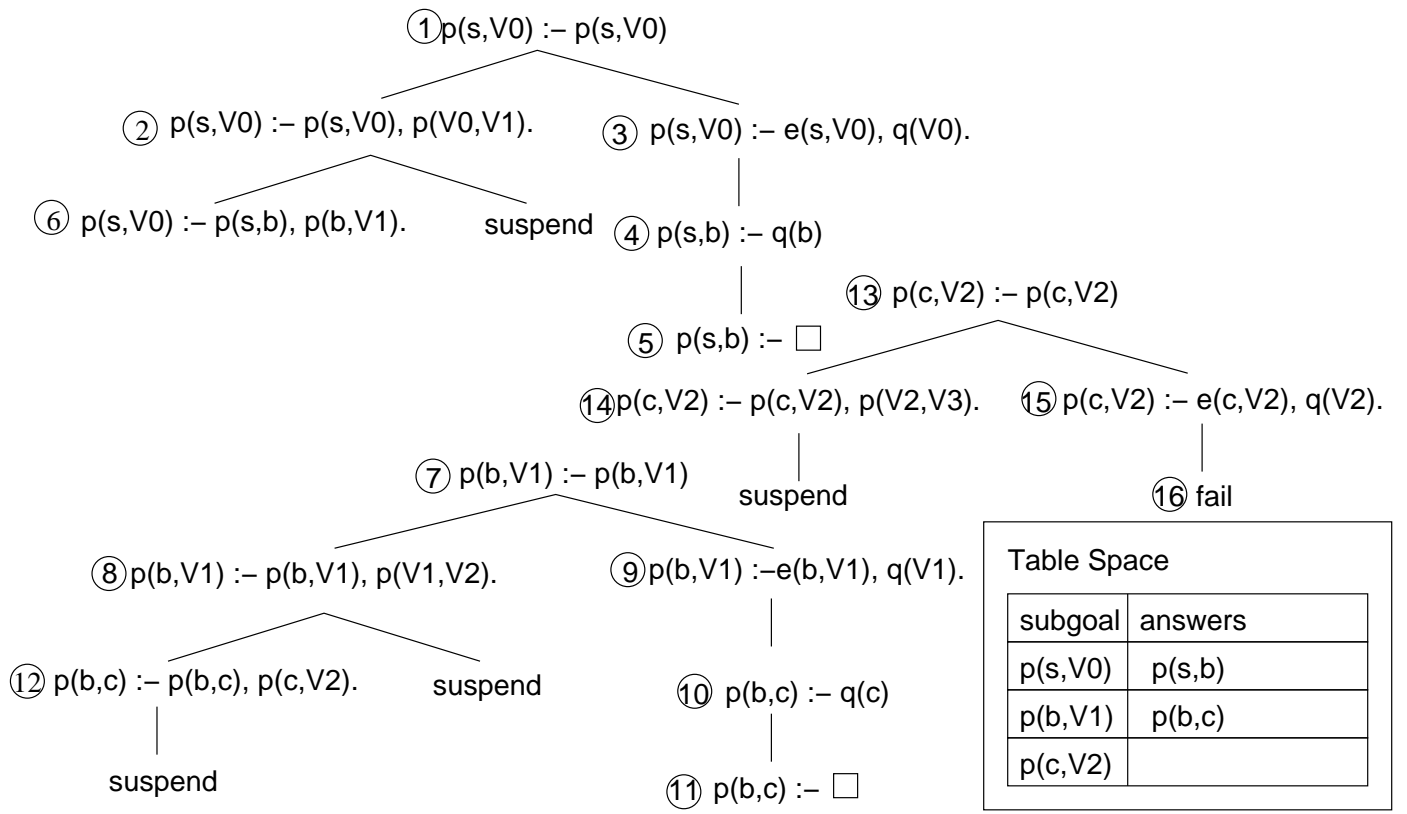 1 p(s,V0) :– p(s,V0)
2 p(s,V0) :– p(s,V0), p(V0,V1).
3 p(s,V0) :– e(s,V0), q(V0).
6 p(s,V0) :– p(s,b), p(b,V1).
suspend
4 p(s,b) :– q(b)
13 p(c,V2) :– p(c,V2)
5 p(s,b) :– □
14 p(c,V2) :– p(c,V2), p(V2,V3).
15 p(c,V2) :– e(c,V2), q(V2).
7 p(b,V1) :– p(b,V1)
suspend
16 fail
8 p(b,V1) :– p(b,V1), p(V1,V2).
9 p(b,V1) :–e(b,V1), q(V1).
12 p(b,c) :– p(b,c), p(c,V2).
suspend
10 p(b,c) :– q(c)
suspend
11 p(b,c) :– □
Table Space
subgoal answers
p(s,V0) p(s,b)
p(b,V1) p(b,c)
p(c,V2)